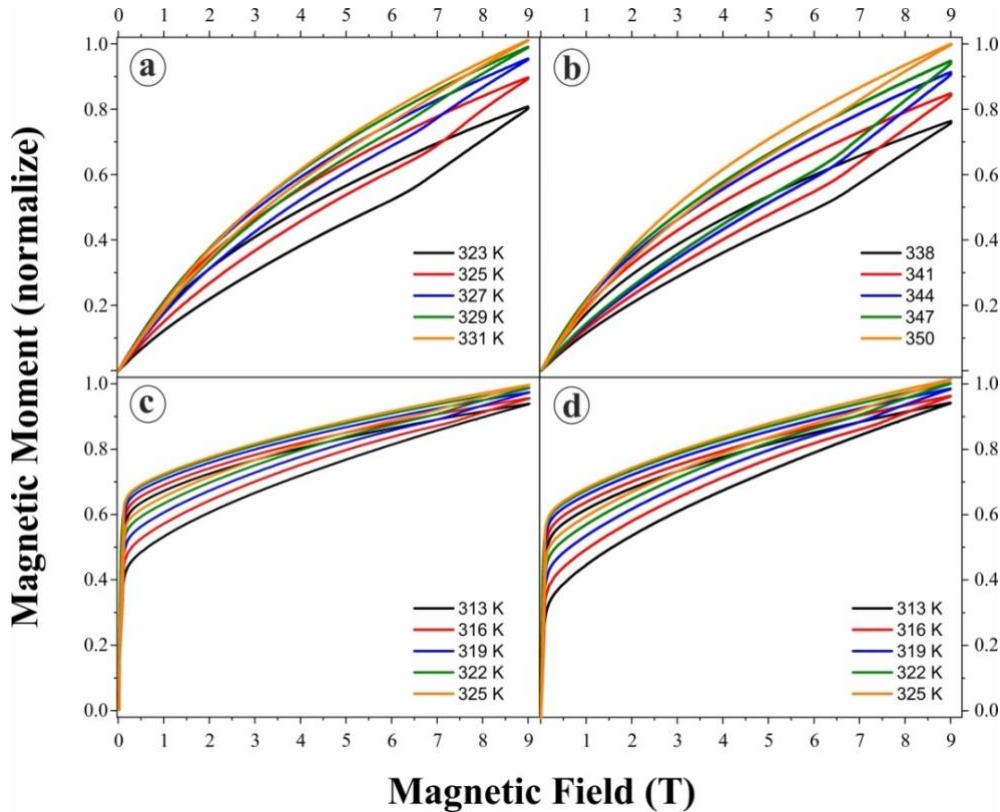 0 1 2 3 4 5 6 7 8 9 1 2 3 4 5 6 7 8 9
Magnetic Moment (normalize)
1.0
0.8
0.6
0.4
0.2
a
323 K
325 K
327 K
329 K
331 K
b
338
341
344
347
350
1.0
0.8
0.6
0.4
0.2
1.0
0.8
0.6
0.4
0.2
0.0
c
313 K
316 K
319 K
322 K
325 K
d
313 K
316 K
319 K
322 K
325 K
1.0
0.8
0.6
0.4
0.2
0.0
0 1 2 3 4 5 6 7 8 9 1 2 3 4 5 6 7 8 9
Magnetic Field (T)